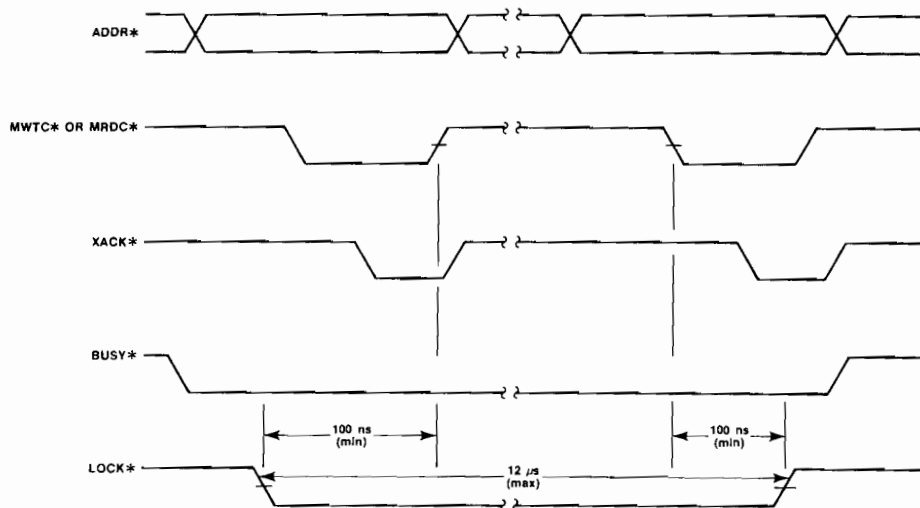 ADDR*
MWTC* OR MRDC*
XACK*
BUSY*
100 ns
(min)
100 ns
(min)
LOCK*
12 μs
(max)